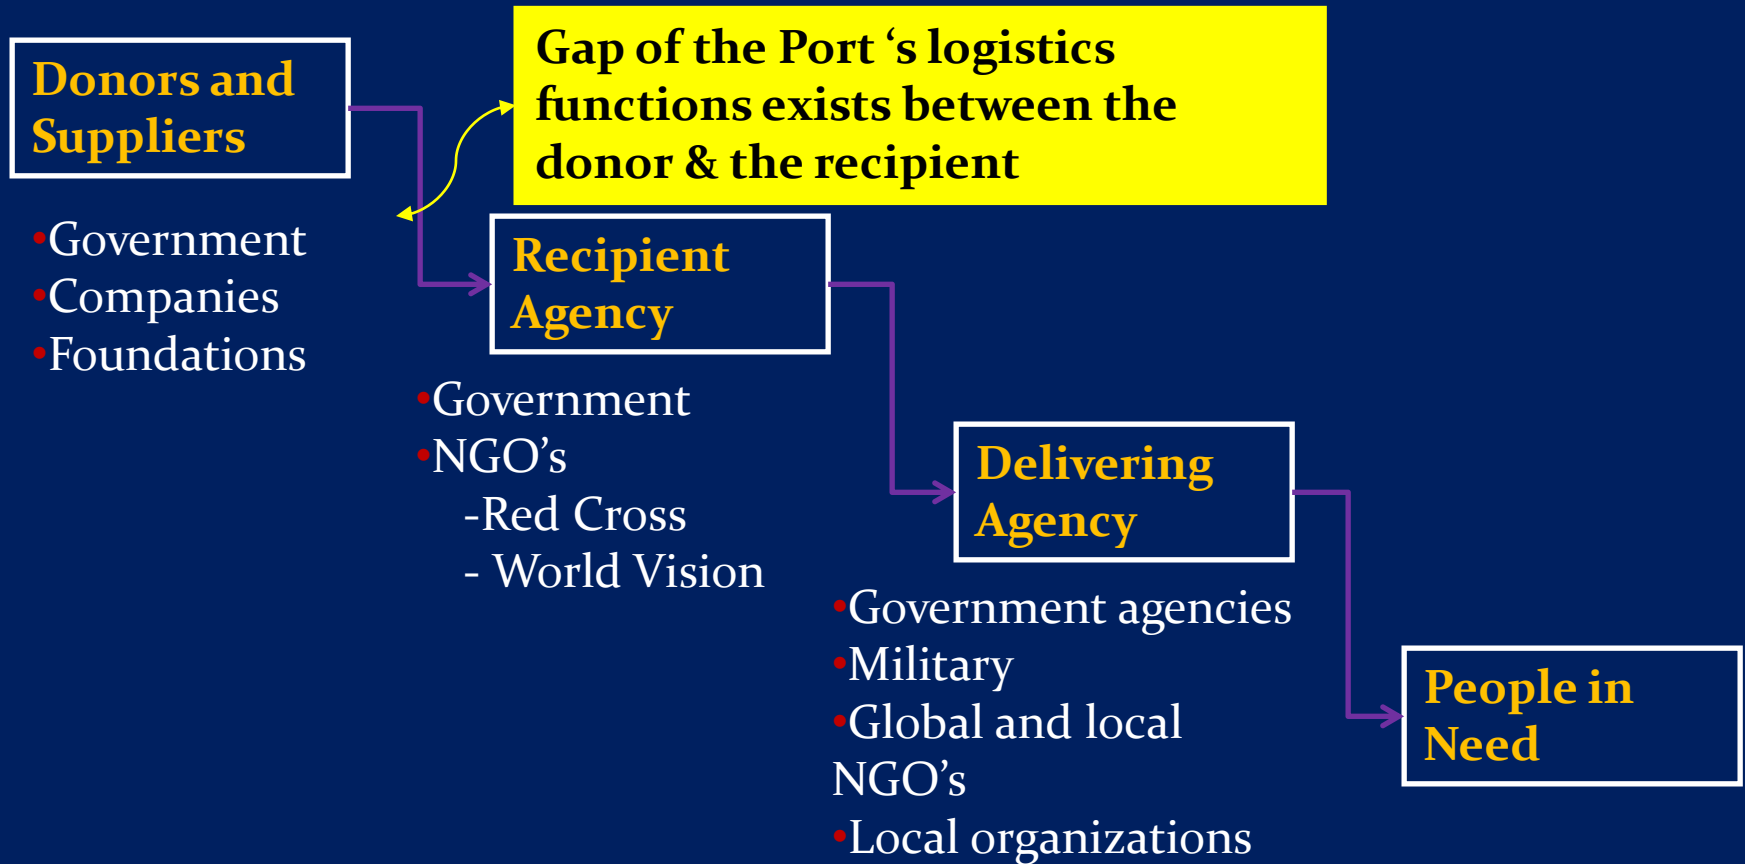 Donors and
Suppliers
Gap of the Port ‘s logistics
functions exists between the
donor & the recipient
•Government
•Companies
•Foundations
Recipient
Agency
•Government
•NGO’s
-Red Cross
- World Vision
Delivering
Agency
•Government agencies
•Military
•Global and local
NGO’s
•Local organizations
People in
Need